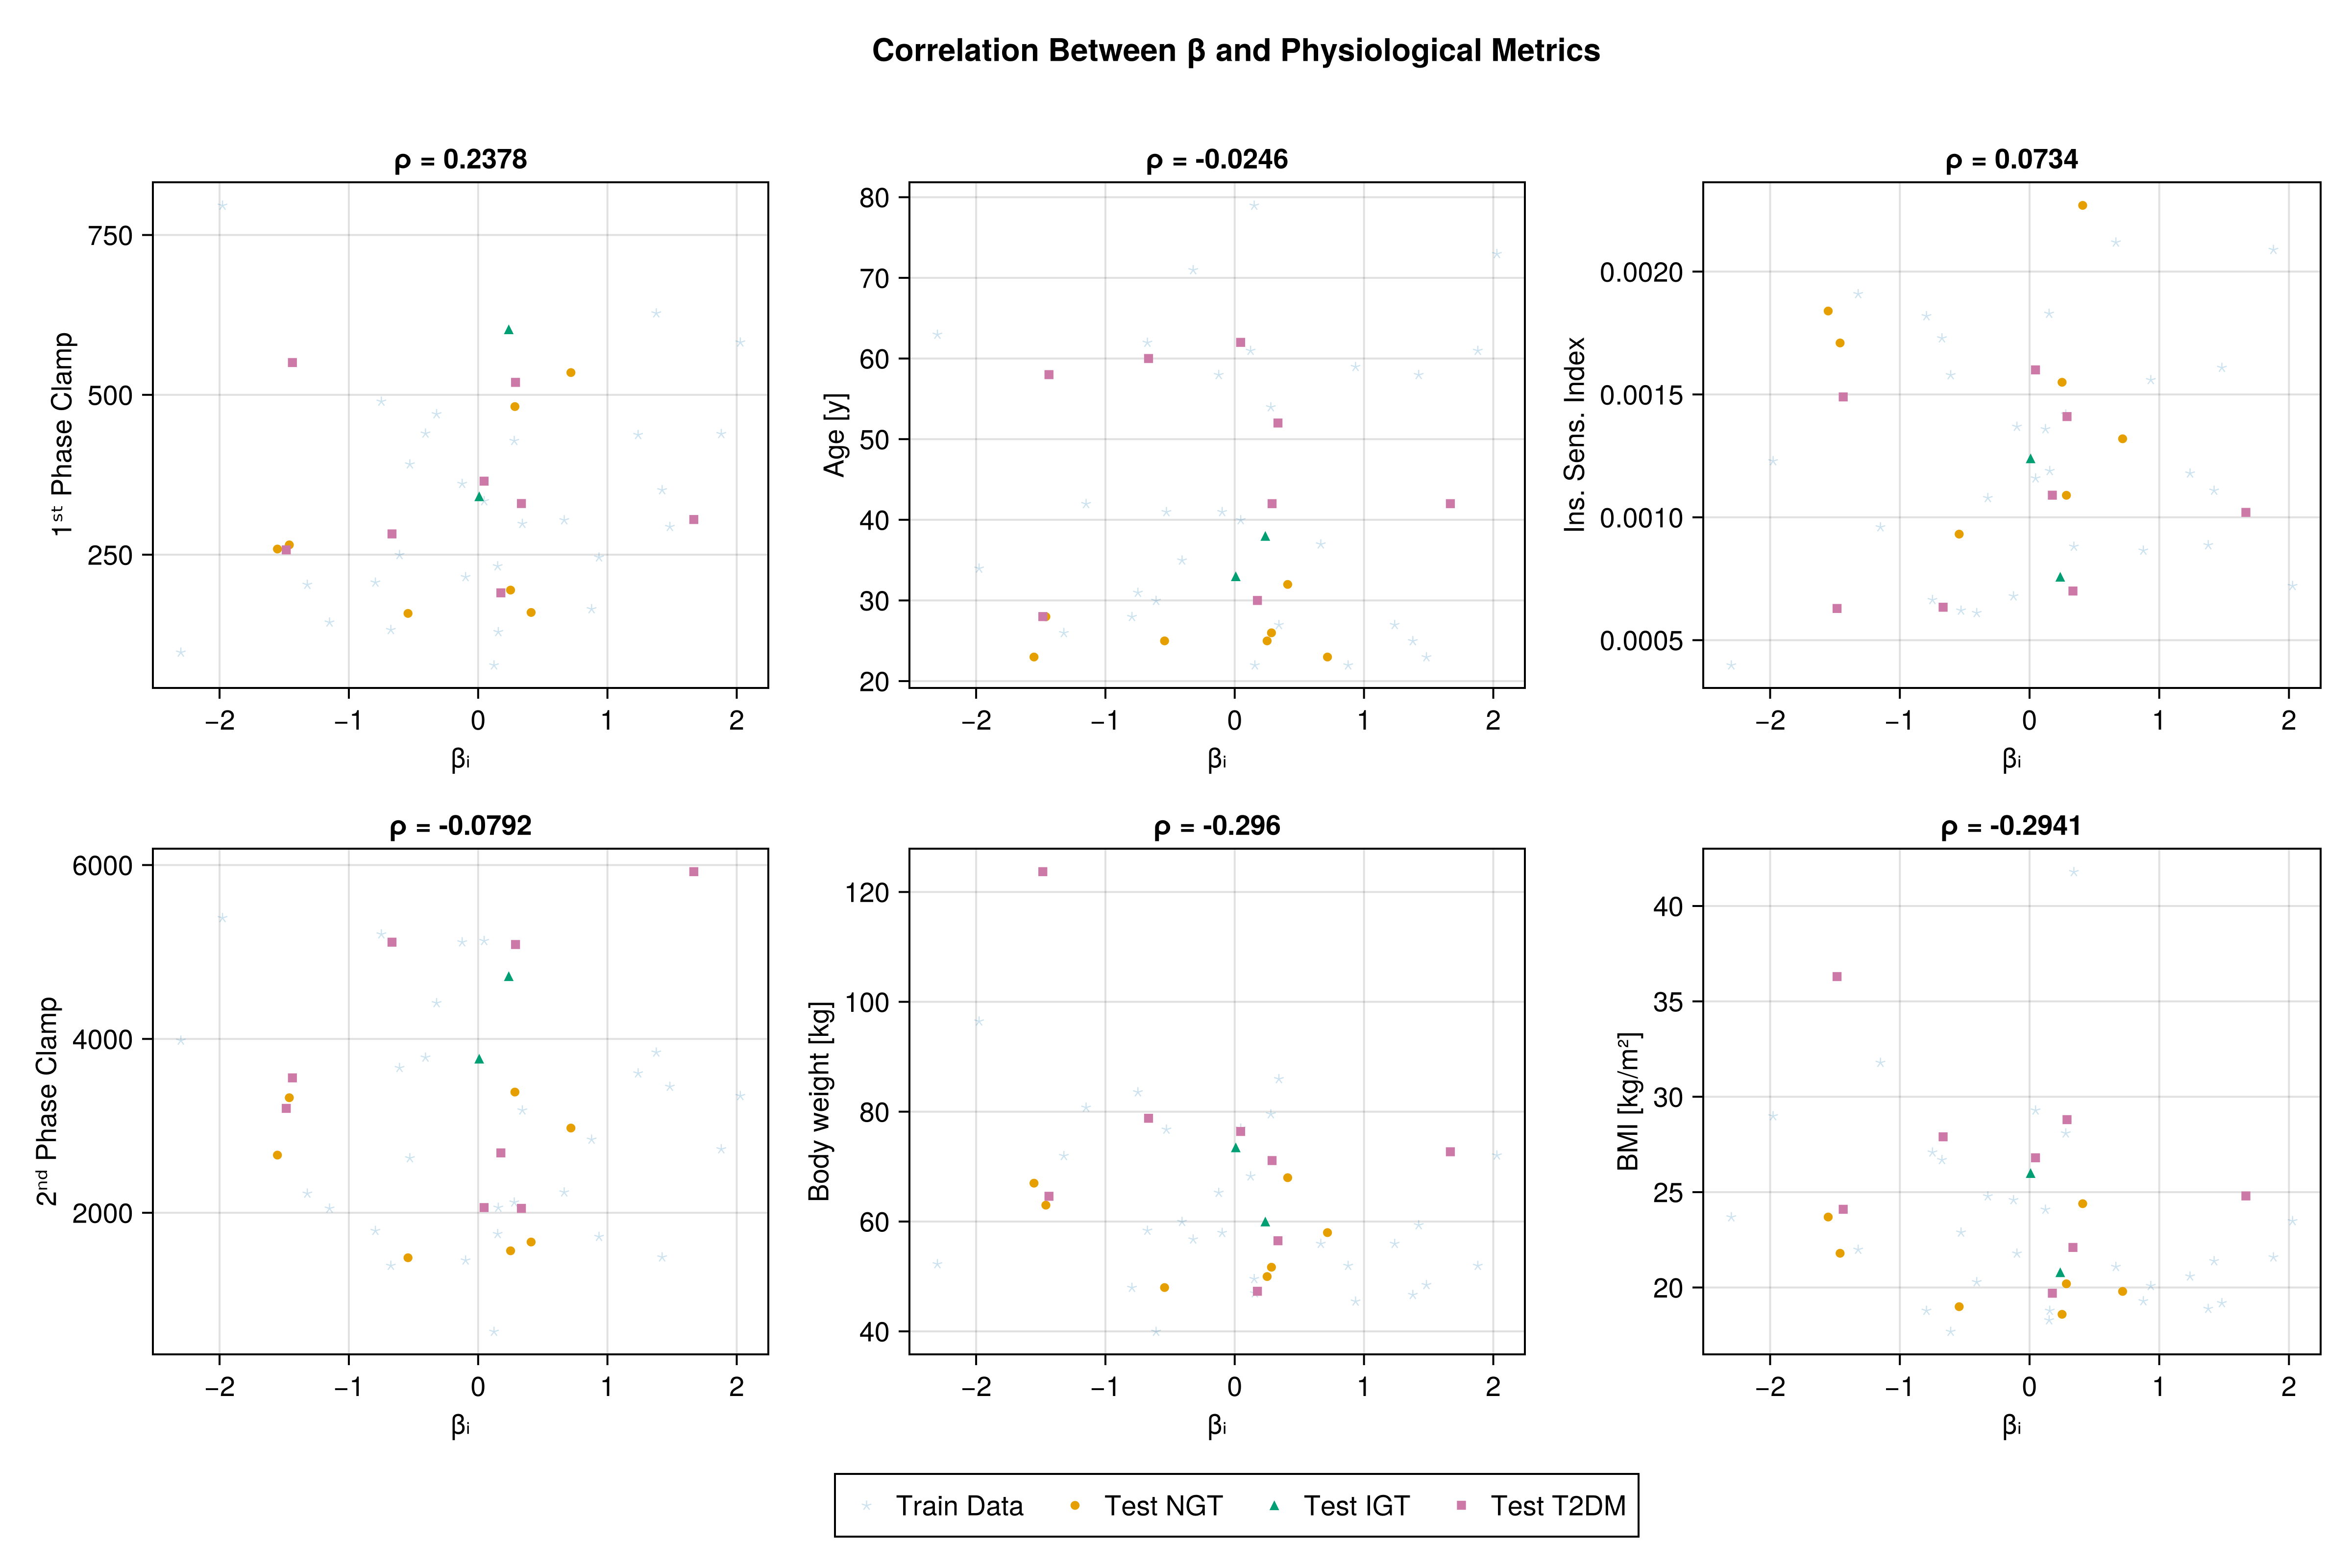 Correlation Between β and Physiological Metrics
ρ = 0.2378
1ˢᵗ Phase Clamp
750
500
250
−2 −1 0 1 2
βᵢ
ρ = -0.0246
Age [y]
80
70
60
50
40
30
20
−2 −1 0 1 2
βᵢ
ρ = 0.0734
Ins. Sens. Index
0.0020
0.0015
0.0010
0.0005
−2 −1 0 1 2
βᵢ
ρ = -0.0792
2ⁿᵈ Phase Clamp
6000
4000
2000
−2 −1 0 1 2
βᵢ
ρ = -0.296
Body weight [kg]
120
100
80
60
40
−2 −1 0 1 2
βᵢ
ρ = -0.2941
BMI [kg/m²]
40
35
30
25
20
−2 −1 0 1 2
βᵢ
Train Data Test NGT Test IGT Test T2DM